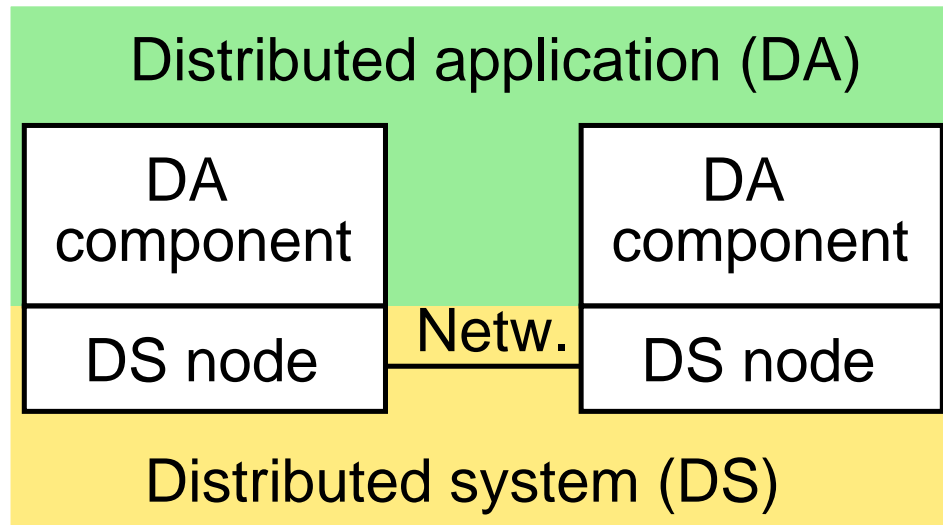 Distributed application (DA)
DA
component
DA
component
Netw.
DS node
DS node
Distributed system (DS)